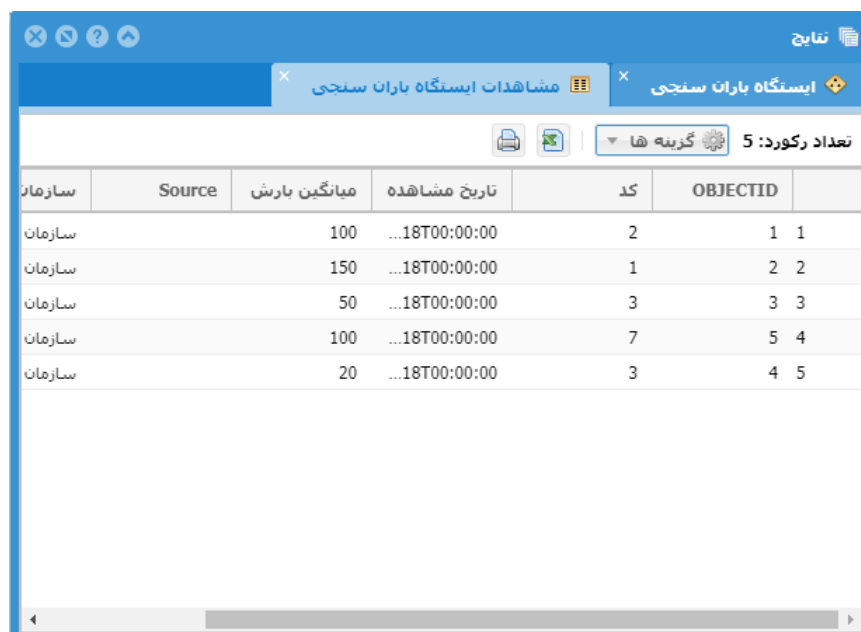 نتایج
ایستگاه باران سنجی × مشاهدات ایستگاه باران سنجی ×
تعداد رکورد: 5 گزینه ها
OBJECTID کد تاریخ مشاهده میانگین بارش Source سازمان
1 1 2 ...18T00:00:00 100 سازمان
2 2 1 ...18T00:00:00 150 سازمان
3 3 3 ...18T00:00:00 50 سازمان
4 5 7 ...18T00:00:00 100 سازمان
5 4 3 ...18T00:00:00 20 سازمان